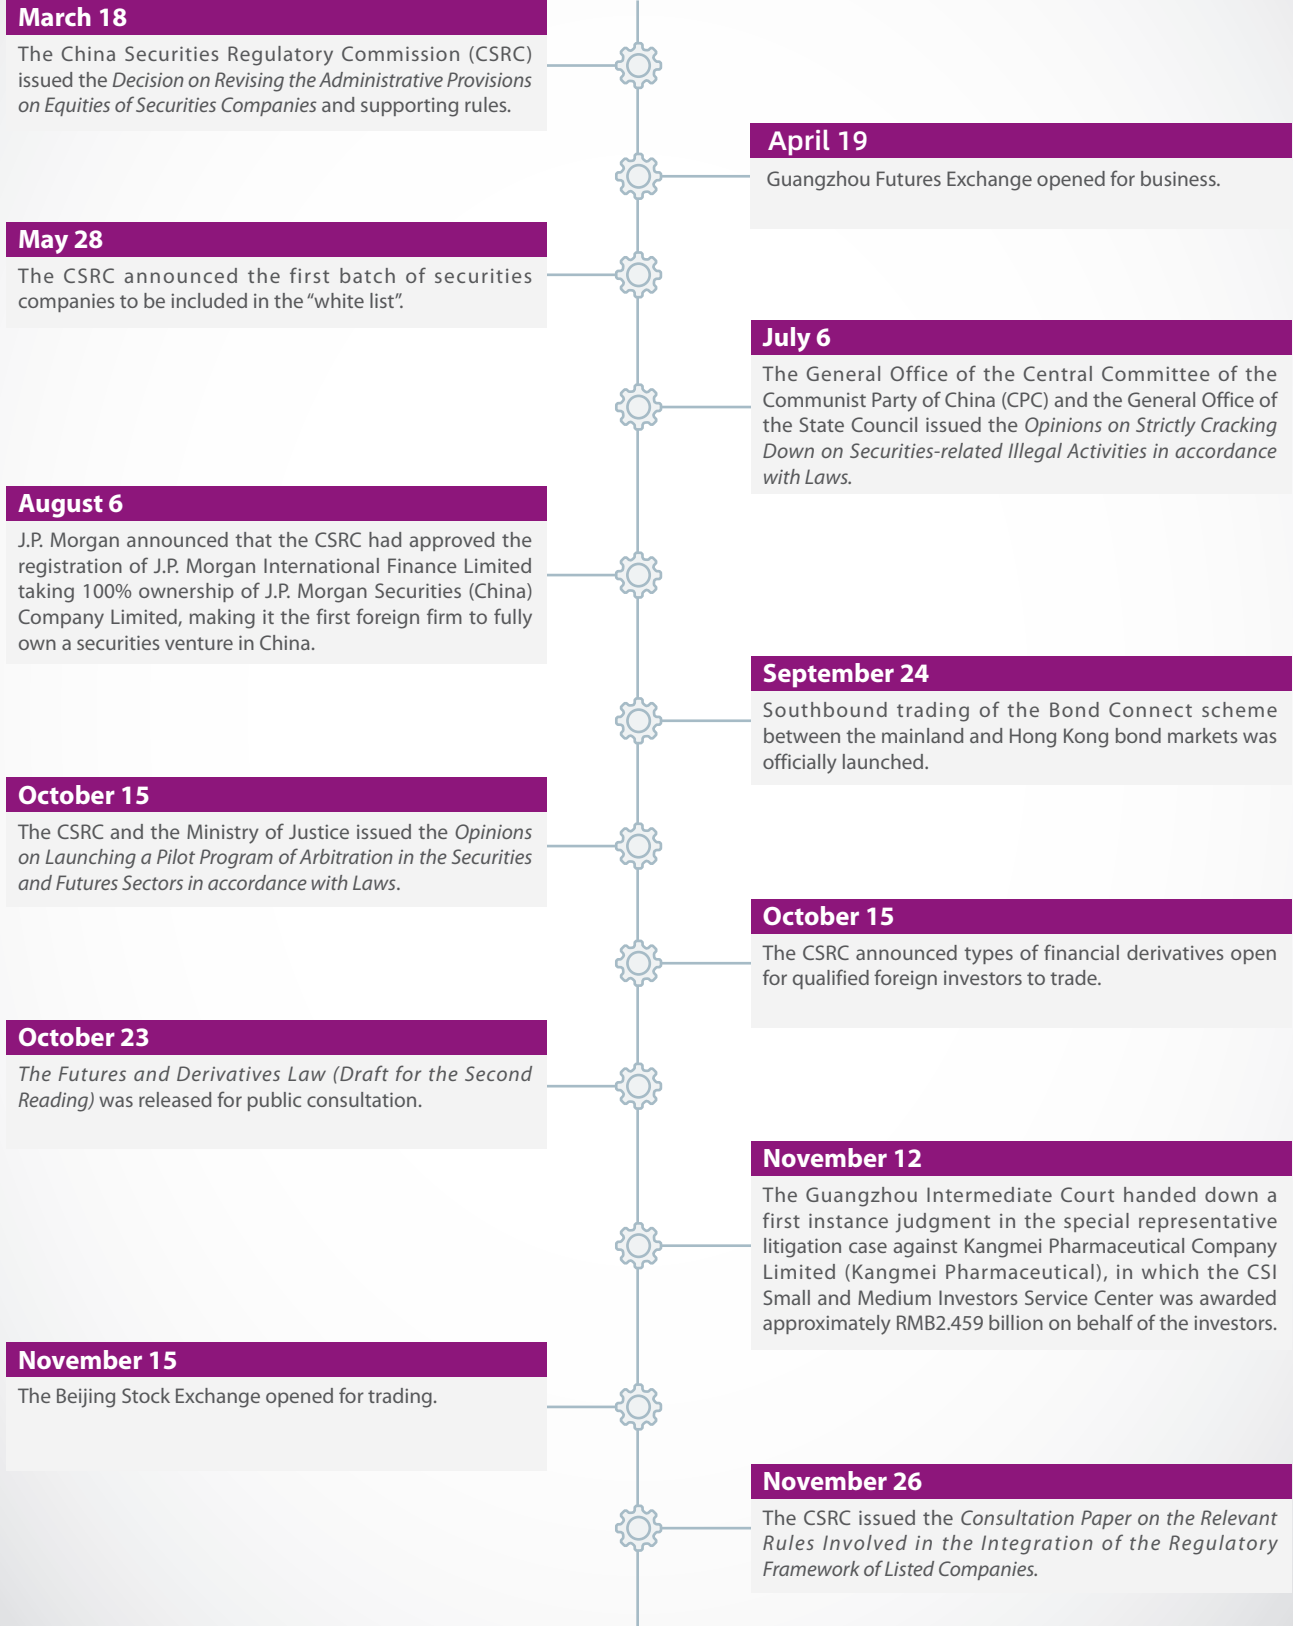 March 18
The China Securities Regulatory Commission (CSRC)
issued the Decision on Revising the Administrative Provisions
on Equities of Securities Companies and supporting rules.
April 19
Guangzhou Futures Exchange opened for business.
May 28
The CSRC announced the first batch of securities
companies to be included in the “white list”.
July 6
The General Office of the Central Committee of the
Communist Party of China (CPC) and the General Office of
the State Council issued the Opinions on Strictly Cracking
Down on Securities-related Illegal Activities in accordance
with Laws.
August 6
J.P. Morgan announced that the CSRC had approved the
registration of J.P. Morgan International Finance Limited
taking 100% ownership of J.P. Morgan Securities (China)
Company Limited, making it the first foreign firm to fully
own a securities venture in China.
September 24
Southbound trading of the Bond Connect scheme
between the mainland and Hong Kong bond markets was
officially launched.
October 15
The CSRC and the Ministry of Justice issued the Opinions
on Launching a Pilot Program of Arbitration in the Securities
and Futures Sectors in accordance with Laws.
October 15
The CSRC announced types of financial derivatives open
for qualified foreign investors to trade.
October 23
The Futures and Derivatives Law (Draft for the Second
Reading) was released for public consultation.
November 12
The Guangzhou Intermediate Court handed down a
first instance judgment in the special representative
litigation case against Kangmei Pharmaceutical Company
Limited (Kangmei Pharmaceutical), in which the CSI
Small and Medium Investors Service Center was awarded
approximately RMB2.459 billion on behalf of the investors.
November 15
The Beijing Stock Exchange opened for trading.
November 26
The CSRC issued the Consultation Paper on the Relevant
Rules Involved in the Integration of the Regulatory
Framework of Listed Companies.